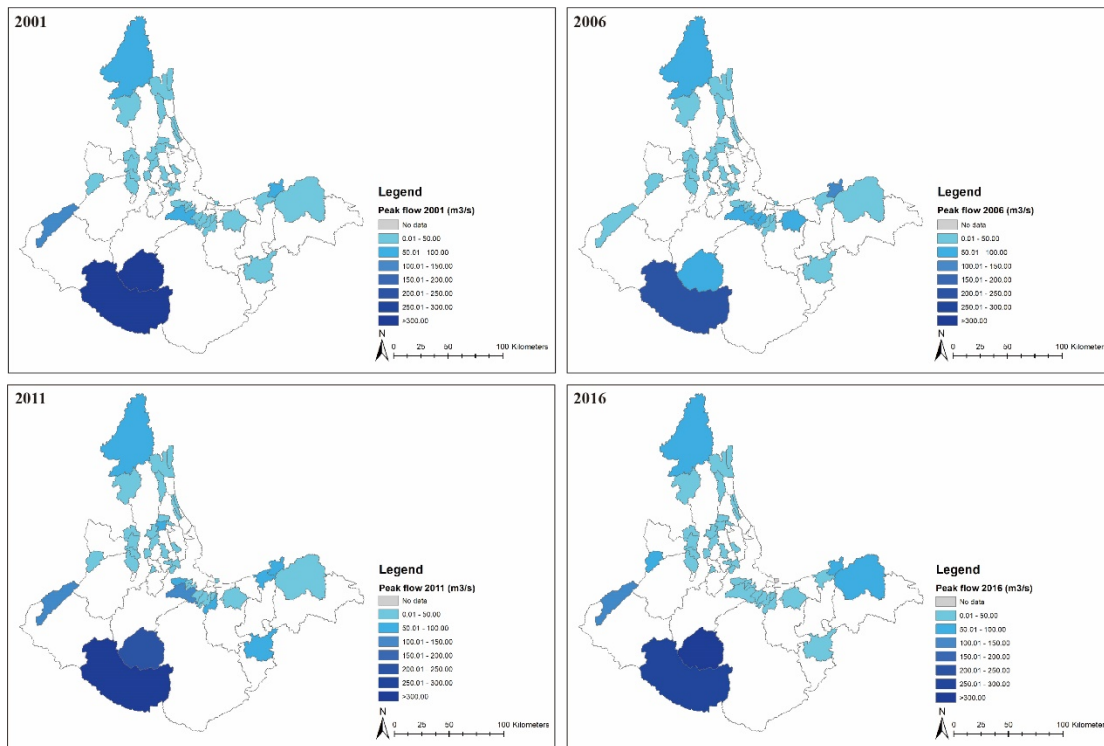 2001
Legend
Peak flow 2001 (m3/s)
No data
0.01 - 50.00
50.01 - 100.00
100.01 - 150.00
150.01 - 200.00
200.01 - 250.00
250.01 - 300.00
>300.00
N
0 25 50 100 Kilometers
2006
Legend
Peak flow 2006 (m3/s)
No data
0.01 - 50.00
50.01 - 100.00
100.01 - 150.00
150.01 - 200.00
200.01 - 250.00
250.01 - 300.00
>300.00
N
0 25 50 100 Kilometers
2011
Legend
Peak flow 2011 (m3/s)
No data
0.01 - 50.00
50.01 - 100.00
100.01 - 150.00
150.01 - 200.00
200.01 - 250.00
250.01 - 300.00
>300.00
N
0 25 50 100 Kilometers
2016
Legend
Peak flow 2016 (m3/s)
No data
0.01 - 50.00
50.01 - 100.00
100.01 - 150.00
150.01 - 200.00
200.01 - 250.00
250.01 - 300.00
>300.00
N
0 25 50 100 Kilometers